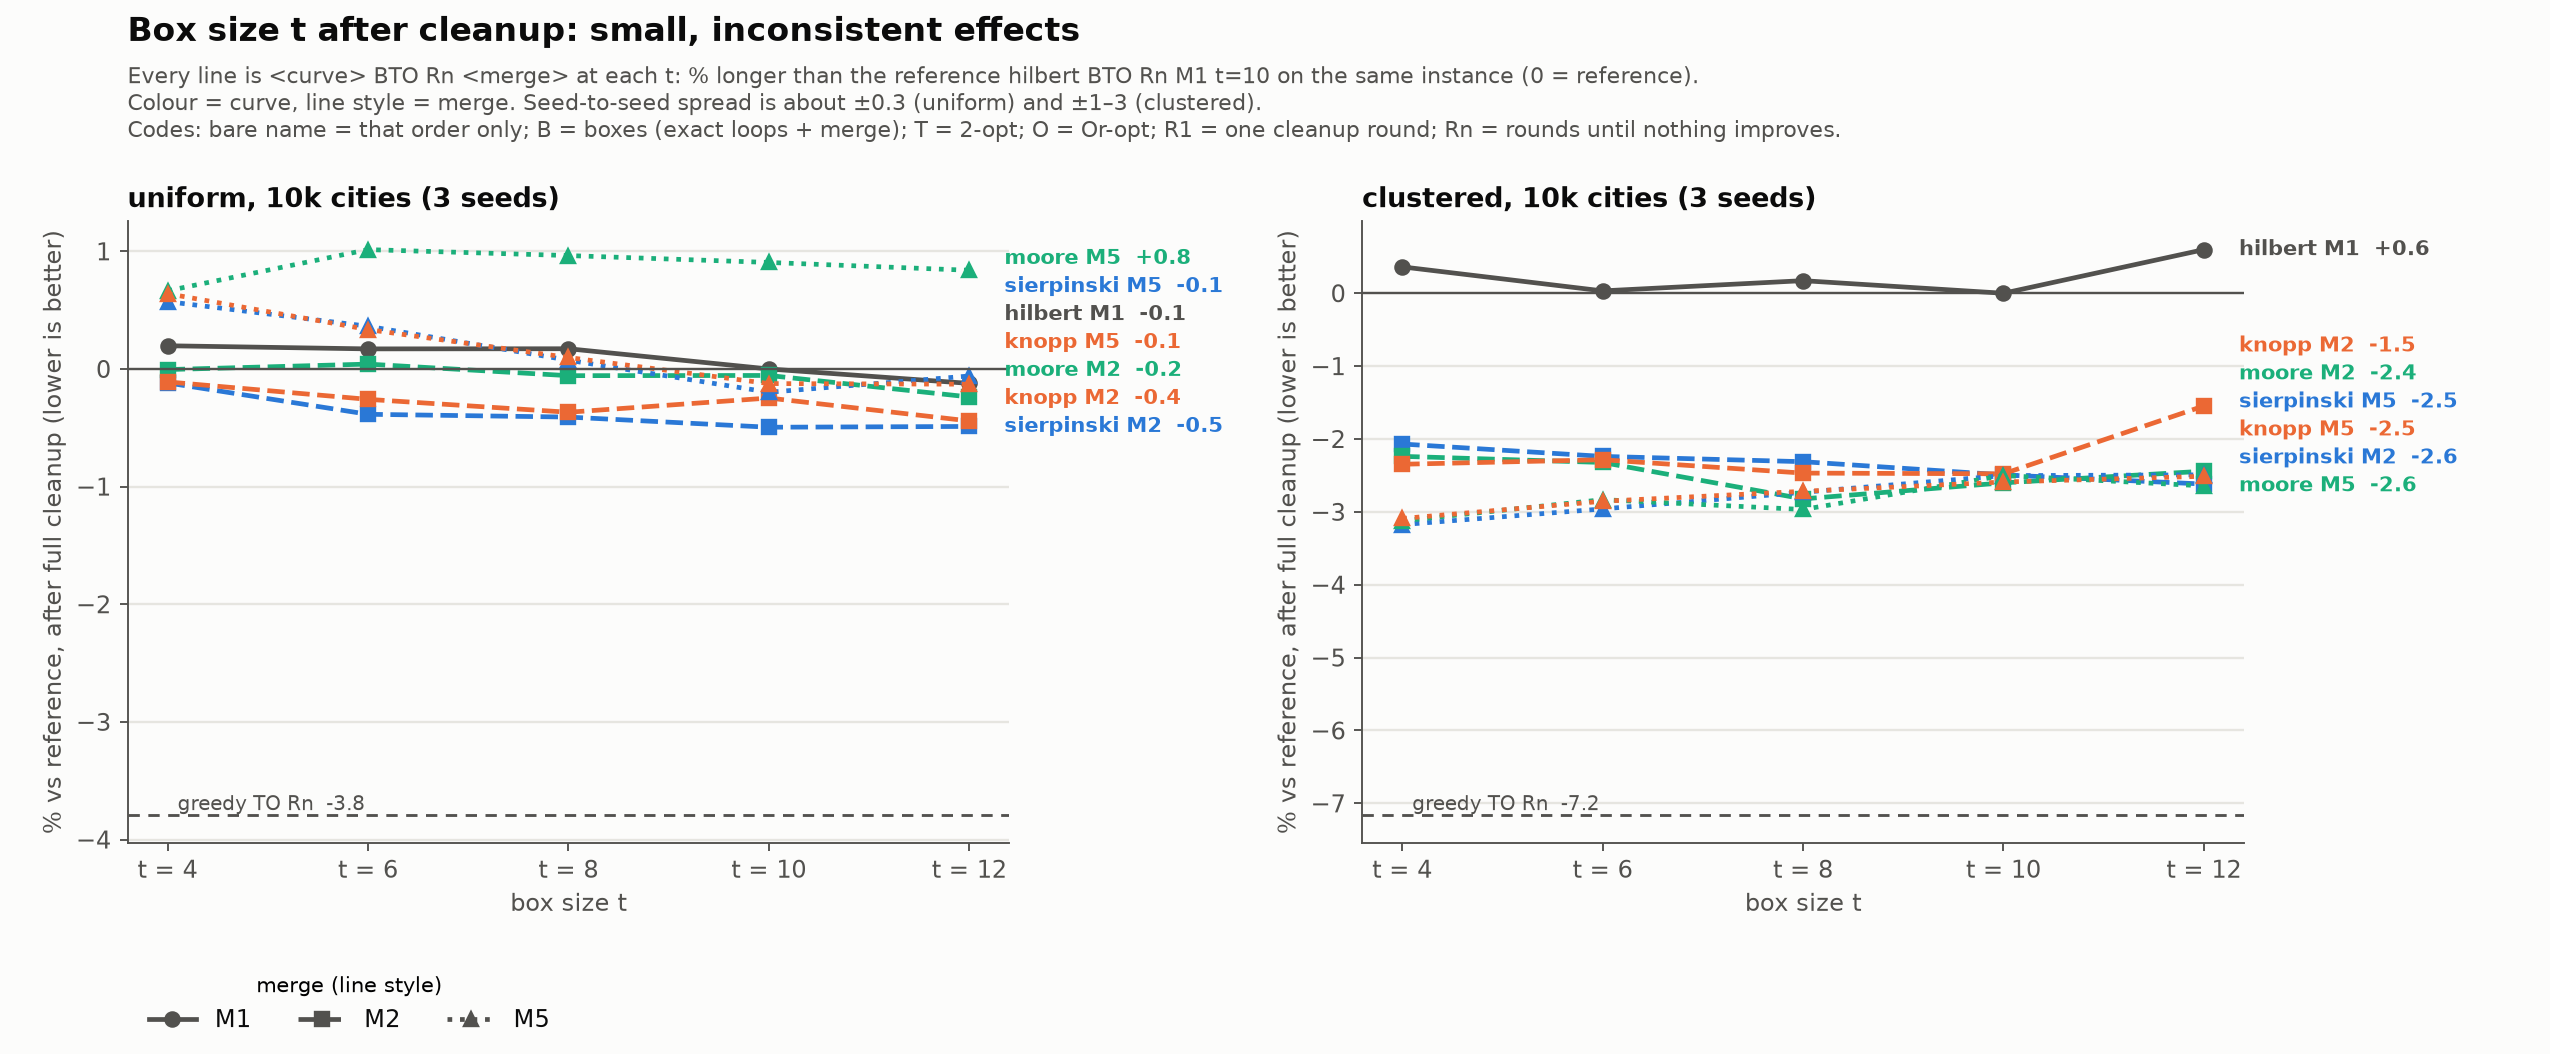 Box size t after cleanup: small, inconsistent effects
Every line is <curve> BTO Rn <merge> at each t: % longer than the reference hilbert BTO Rn M1 t=10 on the same instance (0 = reference).
Colour = curve, line style = merge. Seed-to-seed spread is about ±0.3 (uniform) and ±1–3 (clustered).
Codes: bare name = that order only; B = boxes (exact loops + merge); T = 2-opt; O = Or-opt; R1 = one cleanup round; Rn = rounds until nothing improves.
uniform, 10k cities (3 seeds)
% vs reference, after full cleanup (lower is better)
1
0
−1
−2
−3
−4
moore M5 +0.8
sierpinski M5 -0.1
hilbert M1 -0.1
knopp M5 -0.1
moore M2 -0.2
knopp M2 -0.4
sierpinski M2 -0.5
greedy TO Rn -3.8
t = 4
t = 6
t = 8
t = 10
t = 12
box size t
clustered, 10k cities (3 seeds)
% vs reference, after full cleanup (lower is better)
0
−1
−2
−3
−4
−5
−6
−7
hilbert M1 +0.6
knopp M2 -1.5
moore M2 -2.4
sierpinski M5 -2.5
knopp M5 -2.5
sierpinski M2 -2.6
moore M5 -2.6
greedy TO Rn -7.2
t = 4
t = 6
t = 8
t = 10
t = 12
box size t
merge (line style)
M1
M2
M5